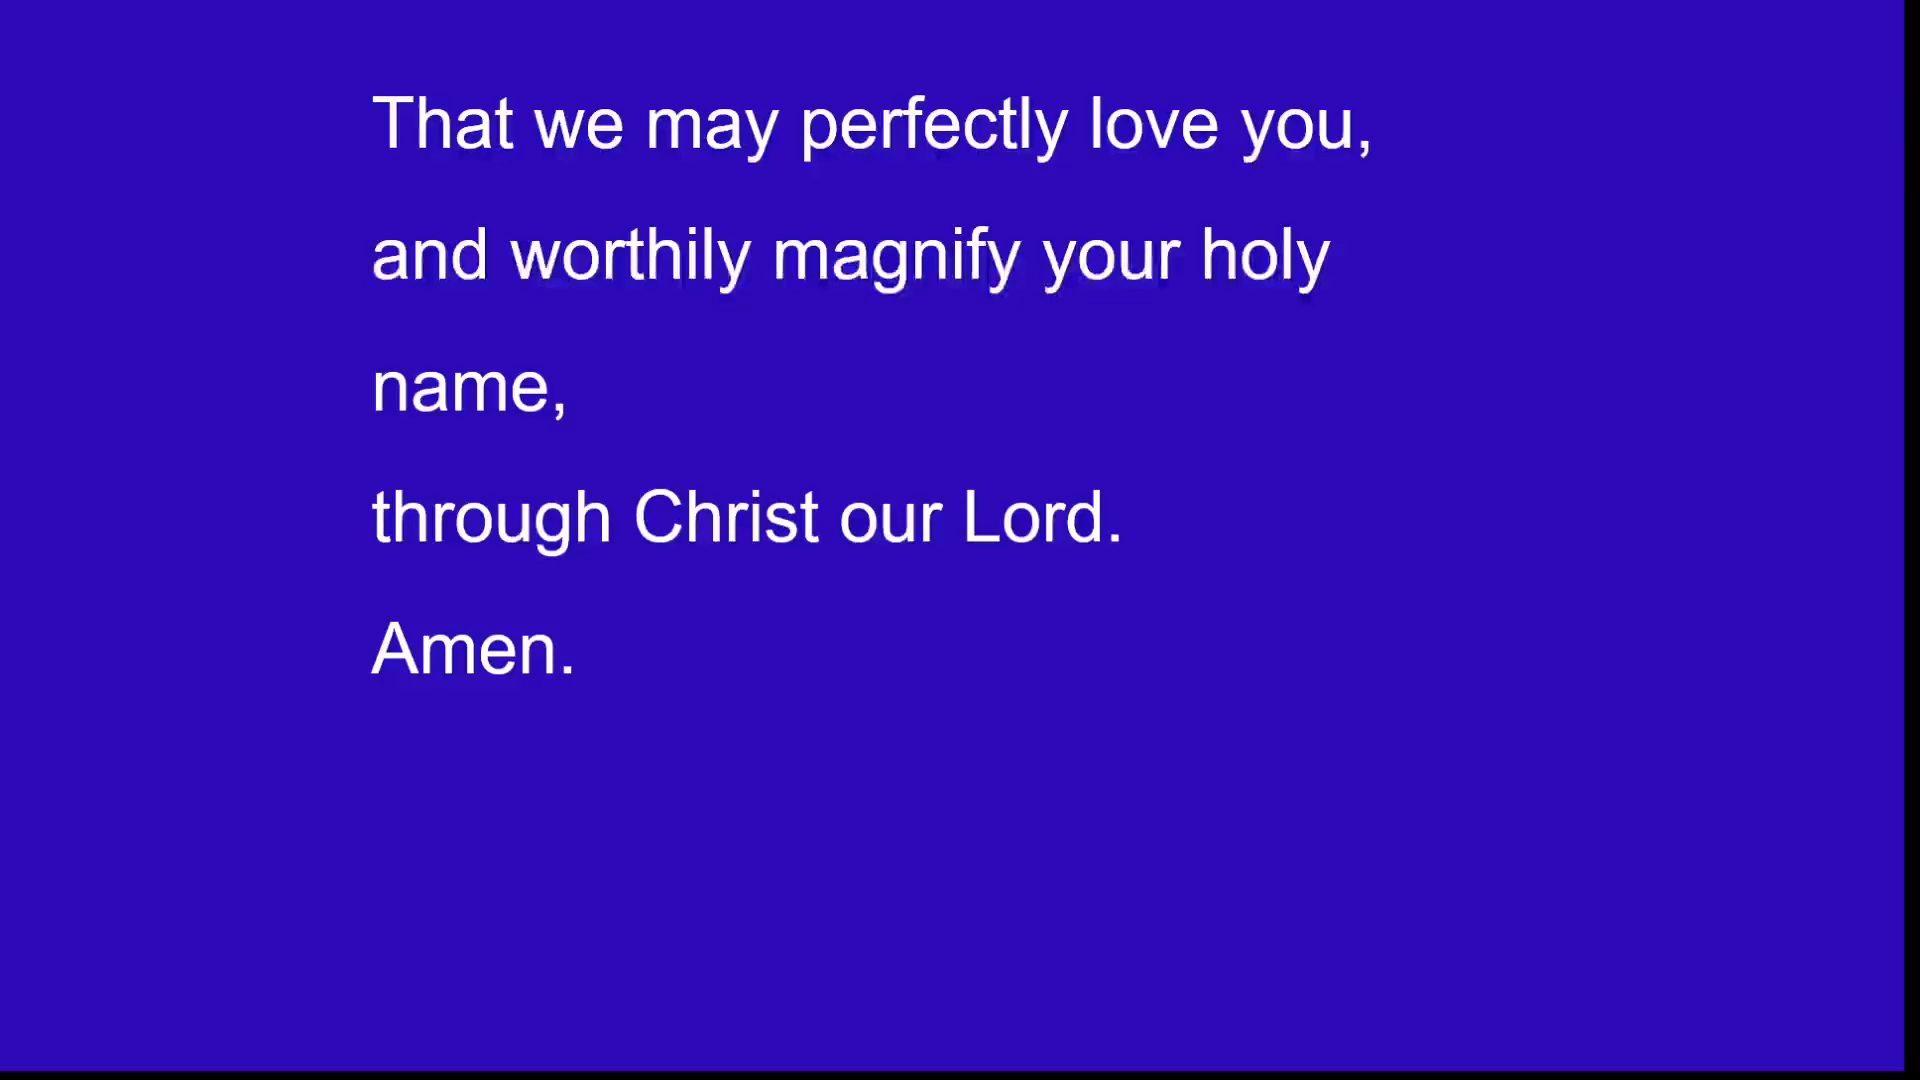 That we may perfectly love you,
and worthily magnify your holy
name,
through Christ our Lord.
Amen.